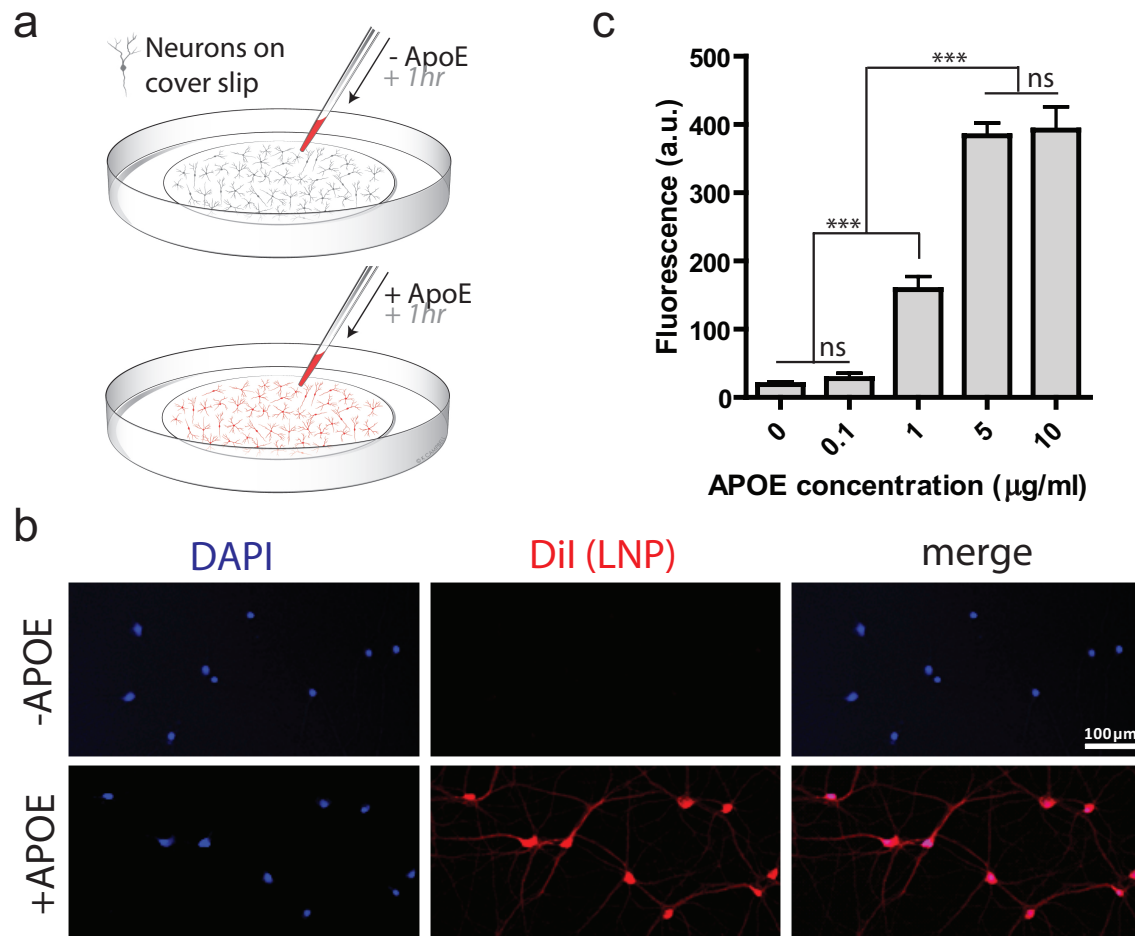 a
Neurons on
cover slip
- ApoE
+ 1hr
+ ApoE
+ 1hr
c
500
400
300
200
100
0
Fluorescence (a.u.)
***
ns
***
ns
0
0.1
1
5
10
APOE concentration (µg/ml)
b
DAPI
DiI (LNP)
merge
-APOE
100µm
+APOE